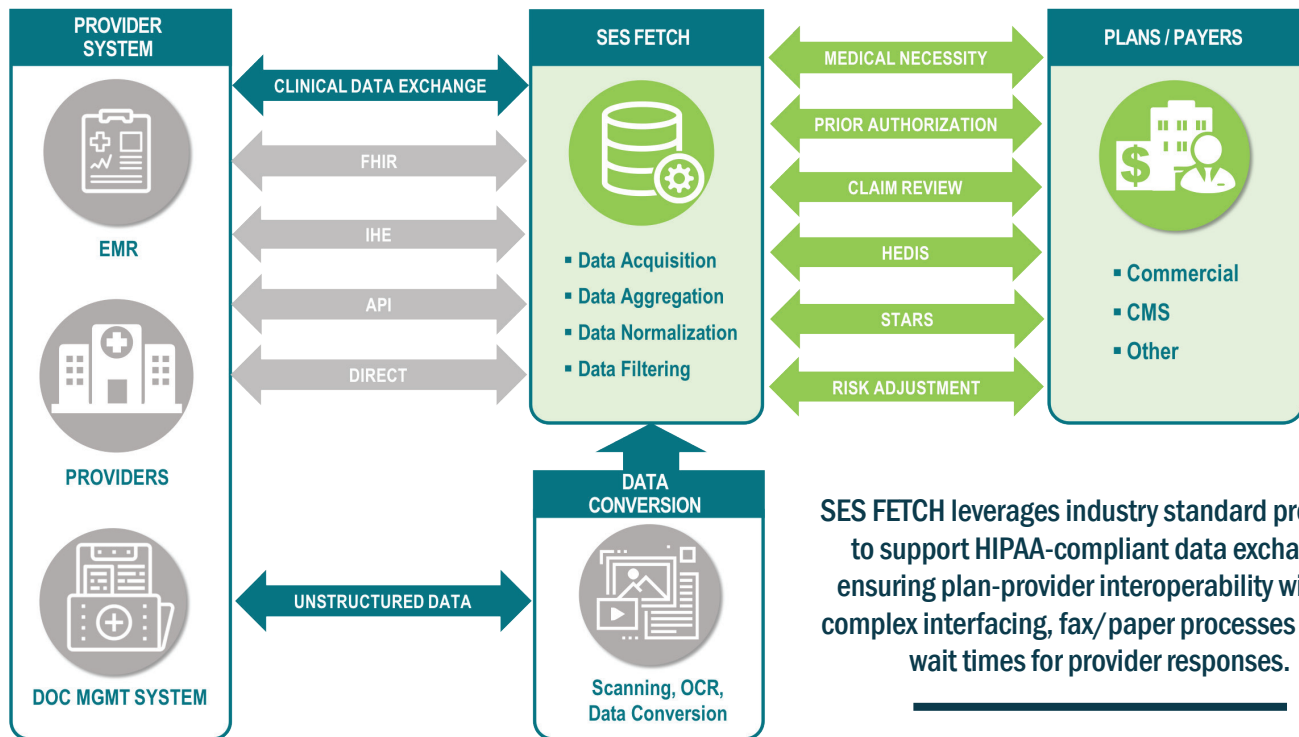 PROVIDER
SYSTEM
EMR
PROVIDERS
DOC MGMT SYSTEM
CLINICAL DATA EXCHANGE
FHIR
IHE
API
DIRECT
UNSTRUCTURED DATA
SES FETCH
▪ Data Acquisition
▪ Data Aggregation
▪ Data Normalization
▪ Data Filtering
DATA
CONVERSION
Scanning, OCR,
Data Conversion
MEDICAL NECESSITY
PRIOR AUTHORIZATION
CLAIM REVIEW
HEDIS
STARS
RISK ADJUSTMENT
PLANS / PAYERS
$
▪ Commercial
▪ CMS
▪ Other
SES FETCH leverages industry standard
to support HIPAA-compliant data
ensuring plan-provider interoperability
complex interfacing, fax/paper processes
wait times for provider responses.